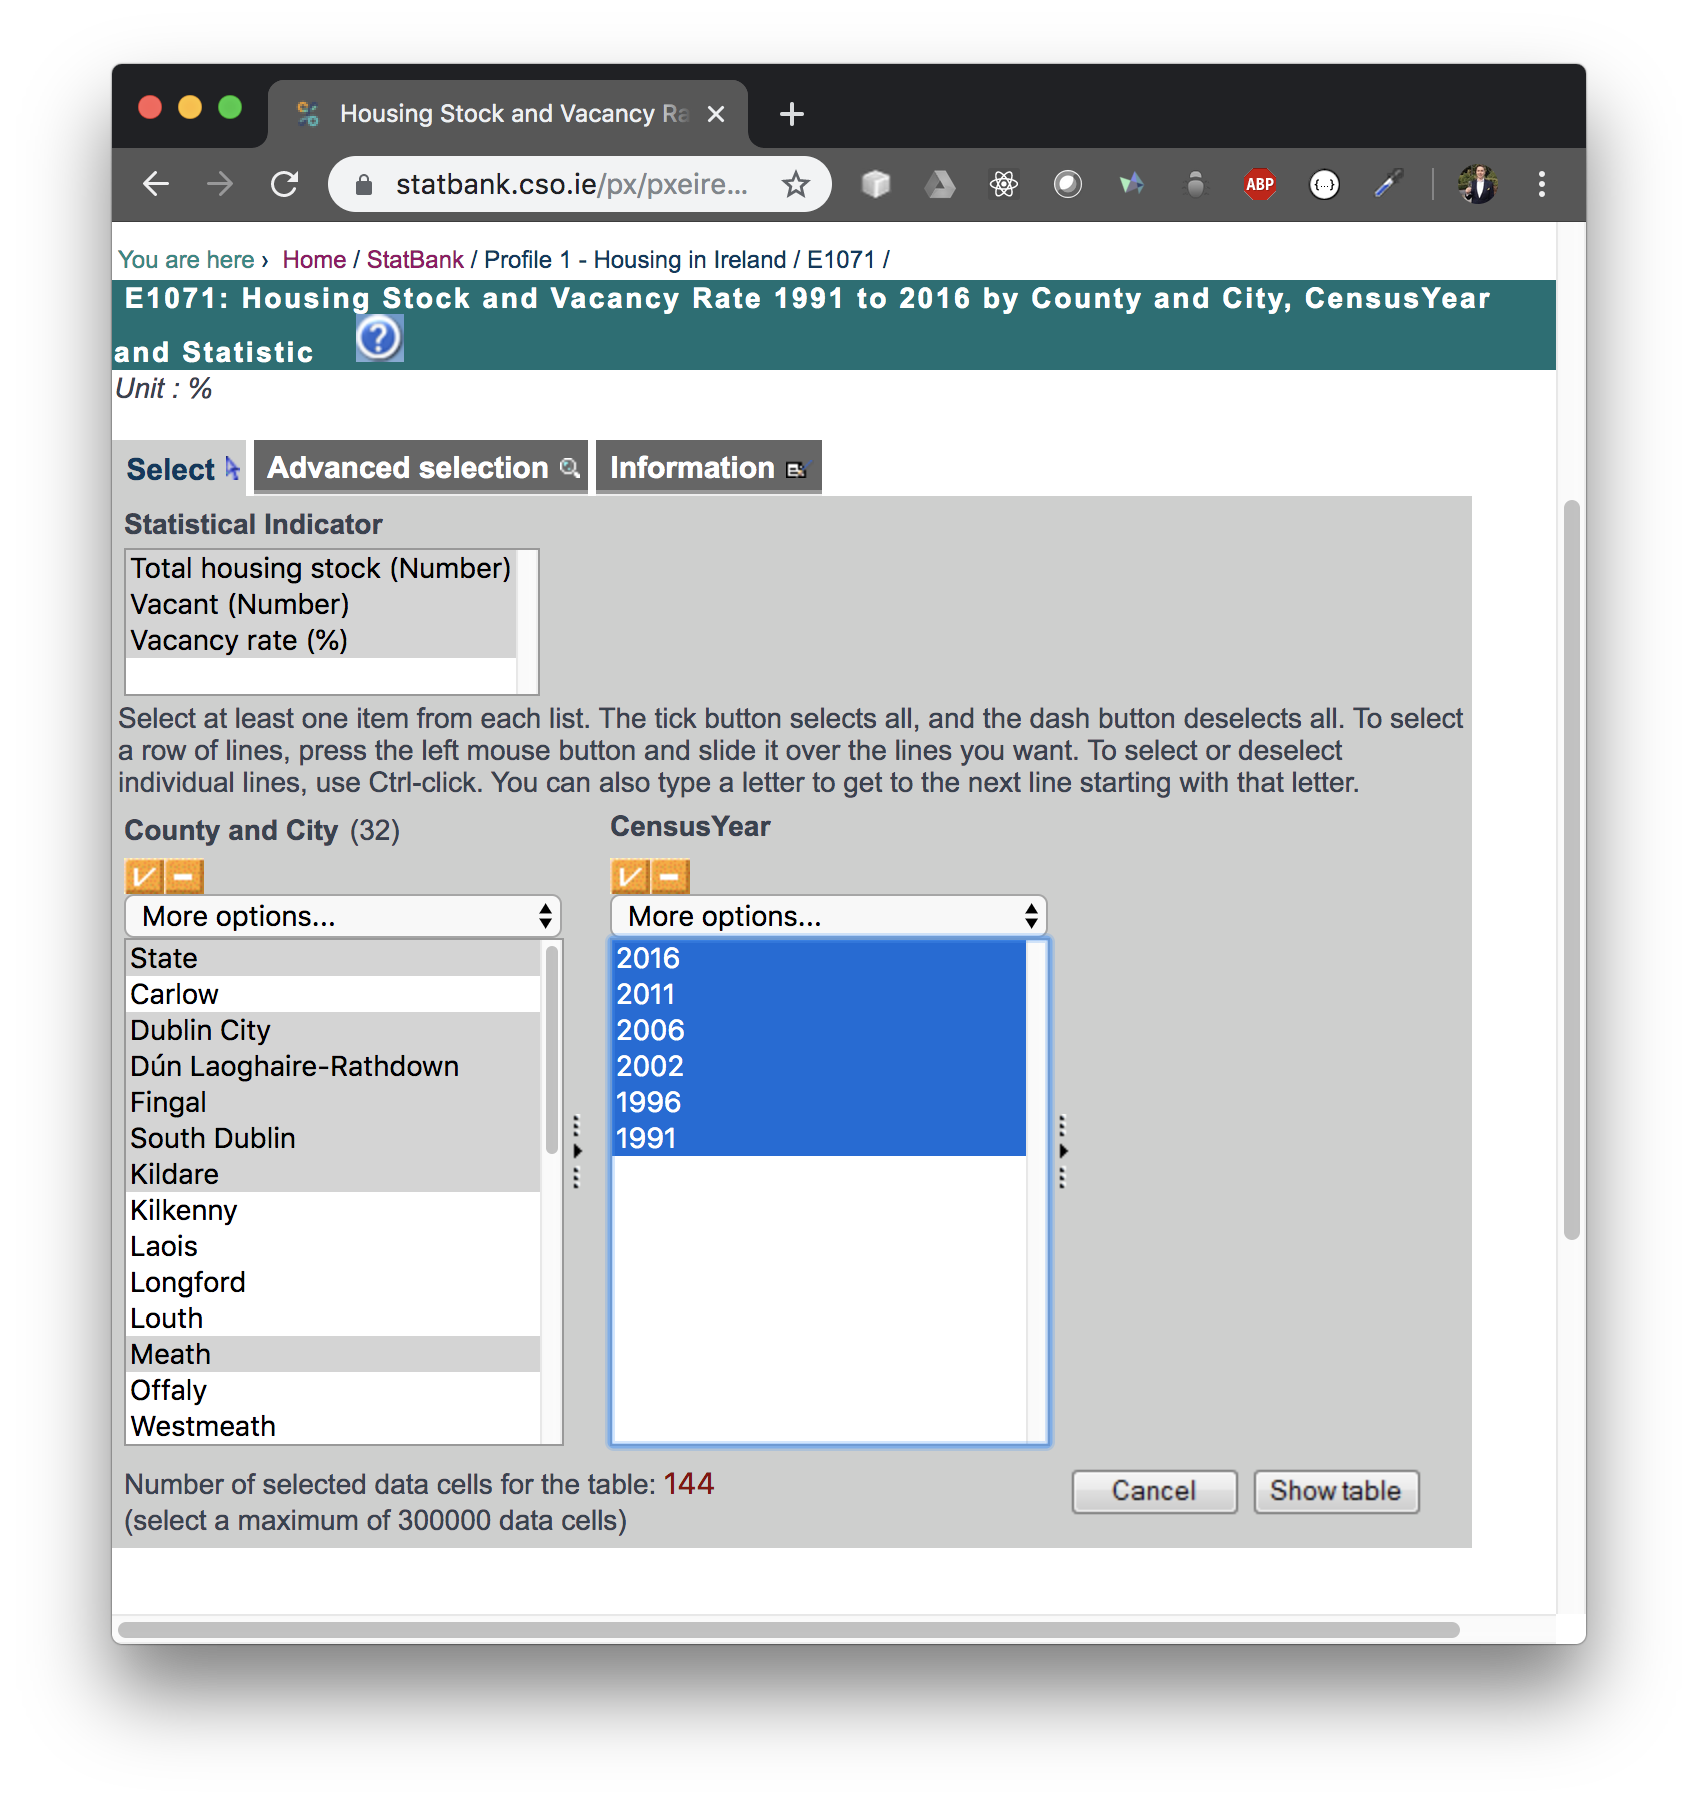 Housing Stock and Vacancy Ra
statbank.cso.ie/px/pxeire...
ABP
{...}
You are here › Home / StatBank / Profile 1 - Housing in Ireland / E1071 /
E1071: Housing Stock and Vacancy Rate 1991 to 2016 by County and City, CensusYear
and Statistic ?
Unit : %
Select Advanced selection Information
Statistical Indicator
Total housing stock (Number)
Vacant (Number)
Vacancy rate (%)
Select at least one item from each list. The tick button selects all, and the dash button deselects all. To select
a row of lines, press the left mouse button and slide it over the lines you want. To select or deselect
individual lines, use Ctrl-click. You can also type a letter to get to the next line starting with that letter.
County and City (32)
More options...
State
Carlow
Dublin City
Dún Laoghaire-Rathdown
Fingal
South Dublin
Kildare
Kilkenny
Laois
Longford
Louth
Meath
Offaly
Westmeath
CensusYear
More options...
2016
2011
2006
2002
1996
1991
Number of selected data cells for the table: 144
(select a maximum of 300000 data cells)
Cancel Show table